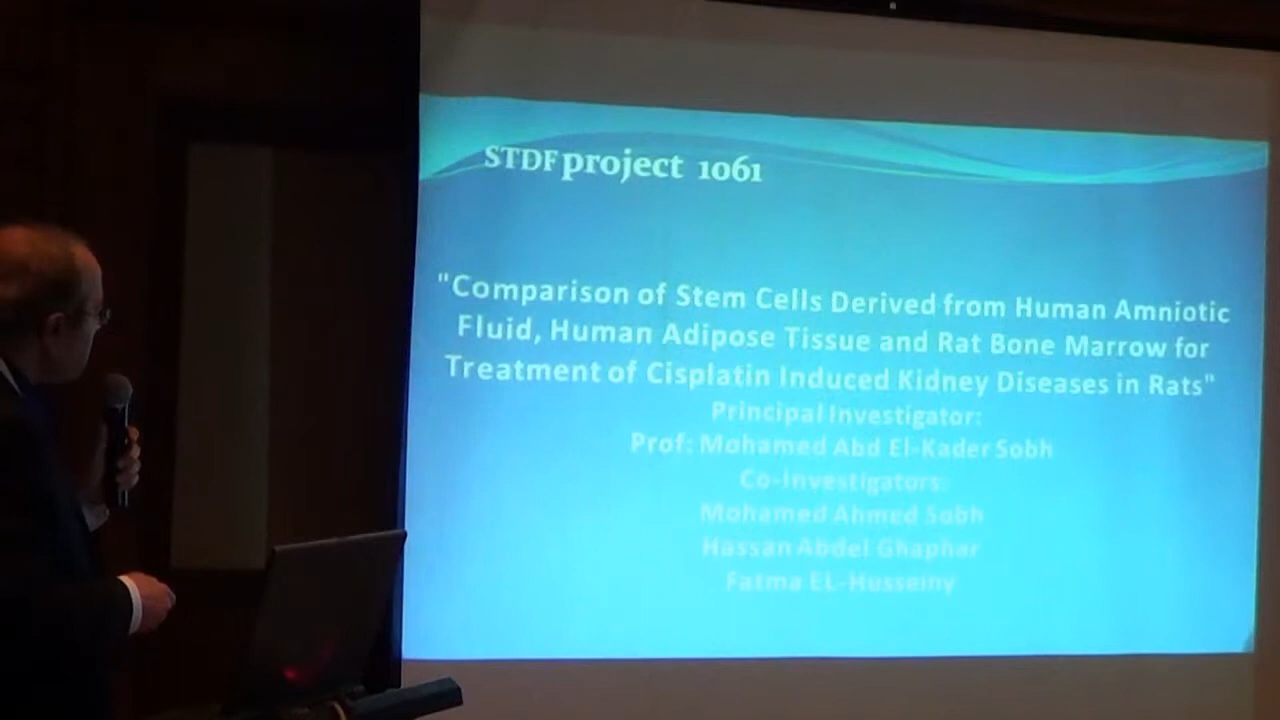 STDF project 1061
"Comparison of Stem Cells Derived from Human Amniotic
Fluid, Human Adipose Tissue and Rat Bone Marrow for
Treatment of Cisplatin Induced Kidney Diseases in Rats"
Principal Investigator:
Prof: Mohamed Abd El-Kader Sobh
Co-Investigators:
Mohamed Ahmed Sobh
Hassan Abdel Ghaphar
Fatma EL-Husseiny